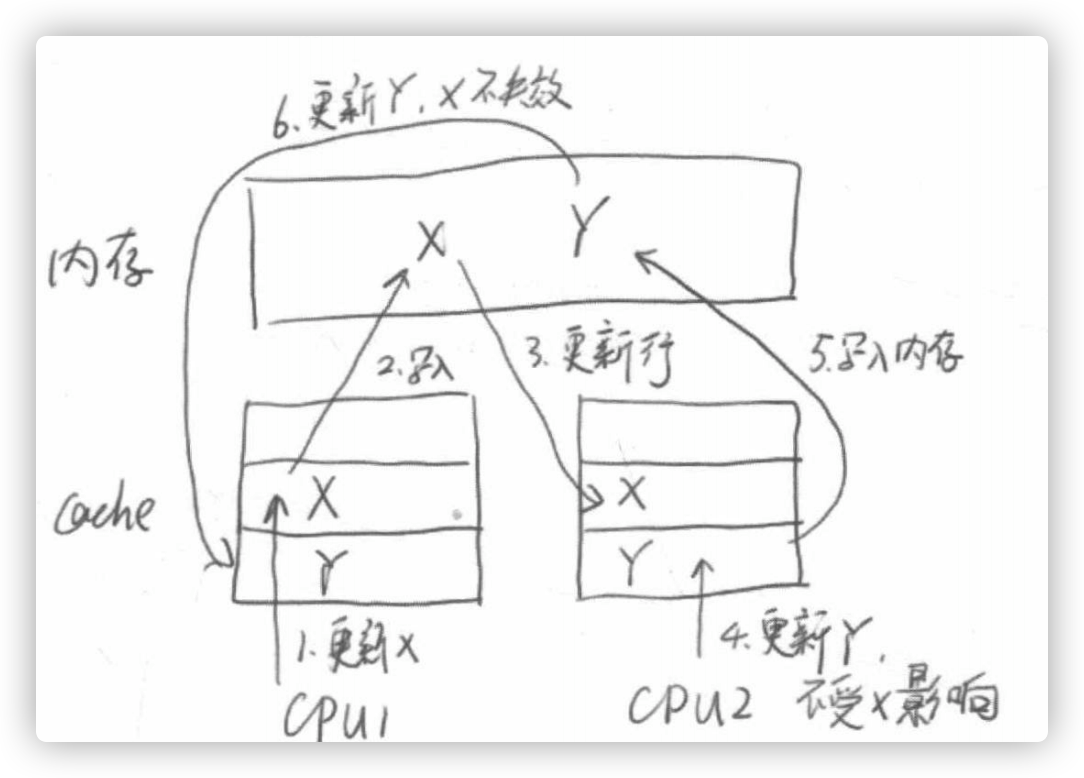 6.更新Y,X不失效
X Y
内存
2.写入
3.更新行
5.写入内存
X
X
Cache
Y
Y
1.更新X
4.更新Y,
不受X影响
CPU1
CPU2